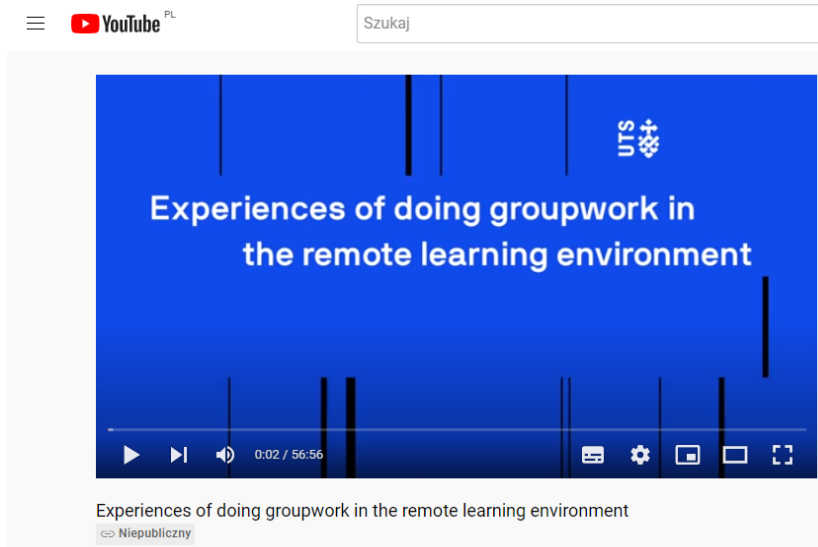 YouTube PL
Szukaj
UTS
Experiences of doing groupwork in
the remote learning environment
0:02 / 56:56
Experiences of doing groupwork in the remote learning environment
Niepubliczny